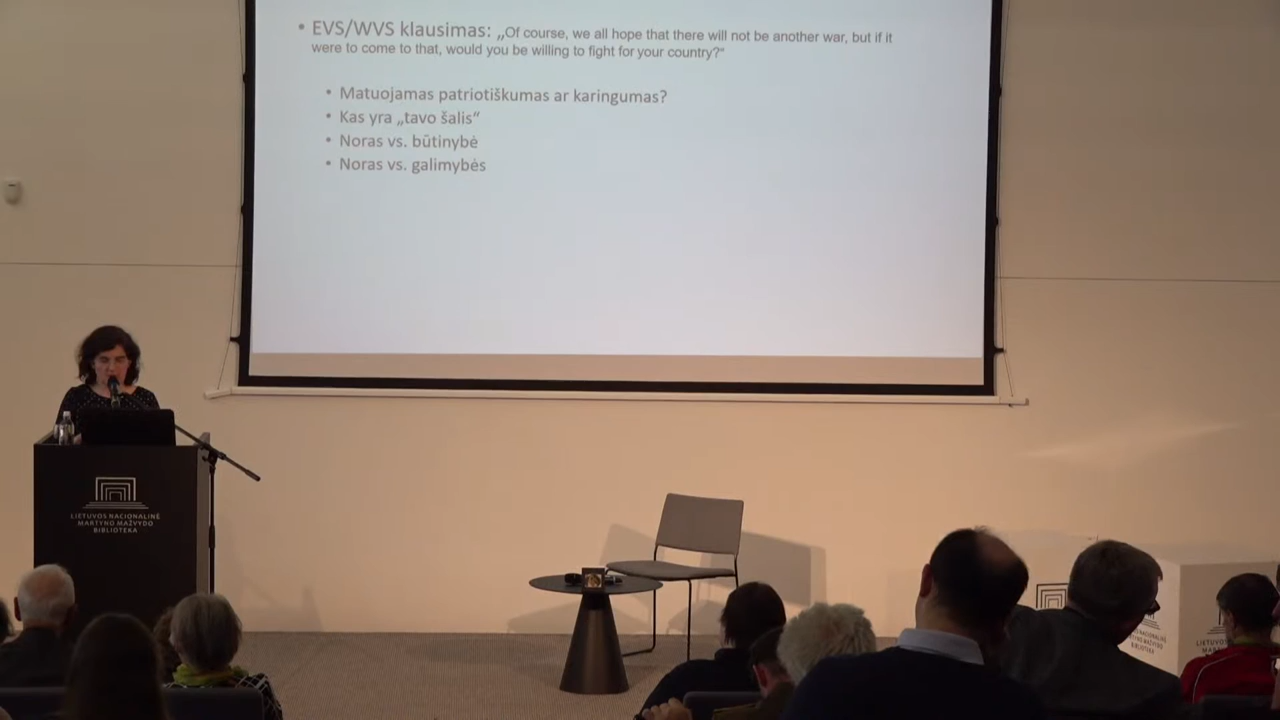 • EVS/WVS klausimas: „Of course, we all hope that there will not be another war, but if it
were to come to that, would you be willing to fight for your country?“
• Matuojamas patriotiškumas ar karingumas?
• Kas yra „tavo šalis“
• Noras vs. būtinybė
• Noras vs. galimybės
LIETUVOS NACIONALINĖ
MARTYNO MAŽVYDO
BIBLIOTEKA